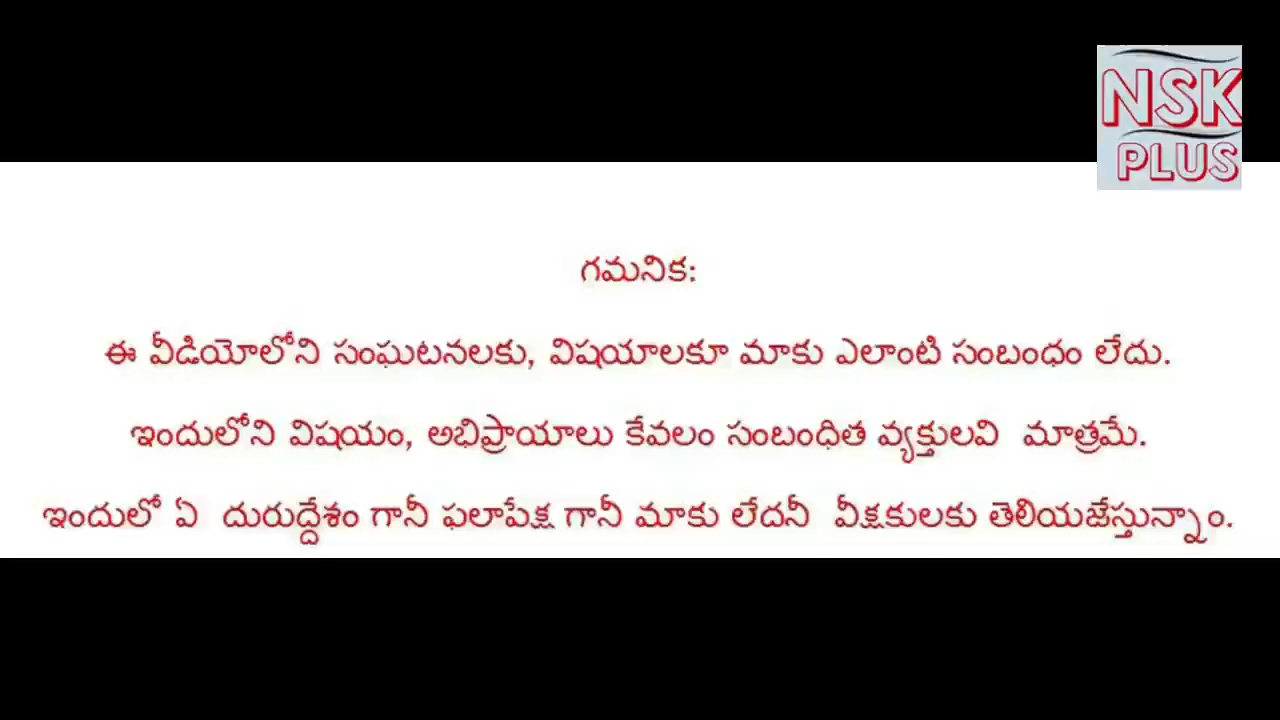 NSK
PLUS
గమనిక:
ఈ వీడియోలోని సంఘటనలకు, విషయాలకూ మాకు ఎలాంటి సంబంధం లేదు.
ఇందులోని విషయం, అభిప్రాయాలు కేవలం సంబంధిత వ్యక్తులవి మాత్రమే.
ఇందులో ఏ దురుద్దేశం గానీ ఫలాపేక్ష గానీ మాకు లేదనీ వీక్షకులకు తెలియజేస్తున్నాం.